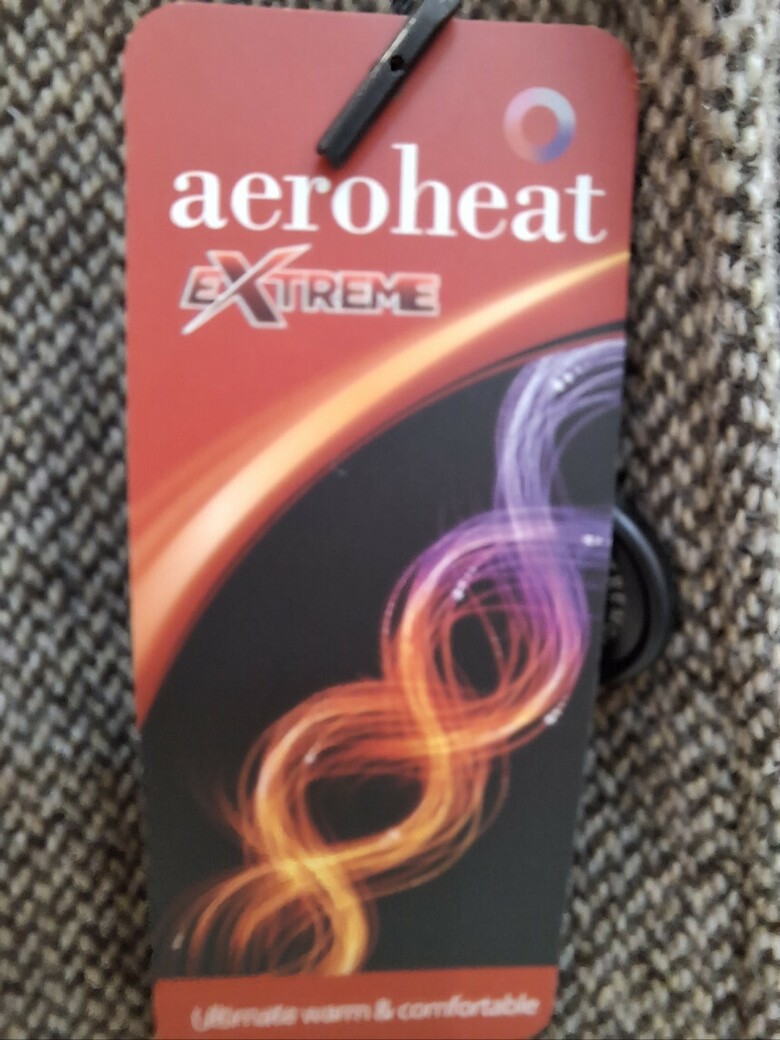 aeroheat
EXTREME
Ultimate warm & comfortable